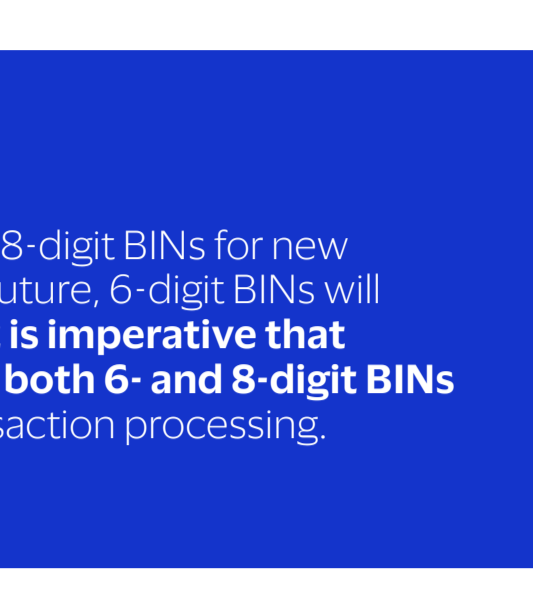 8-digit BINs for new
uture, 6-digit BINs will
is imperative that
both 6- and 8-digit BINs
saction processing.